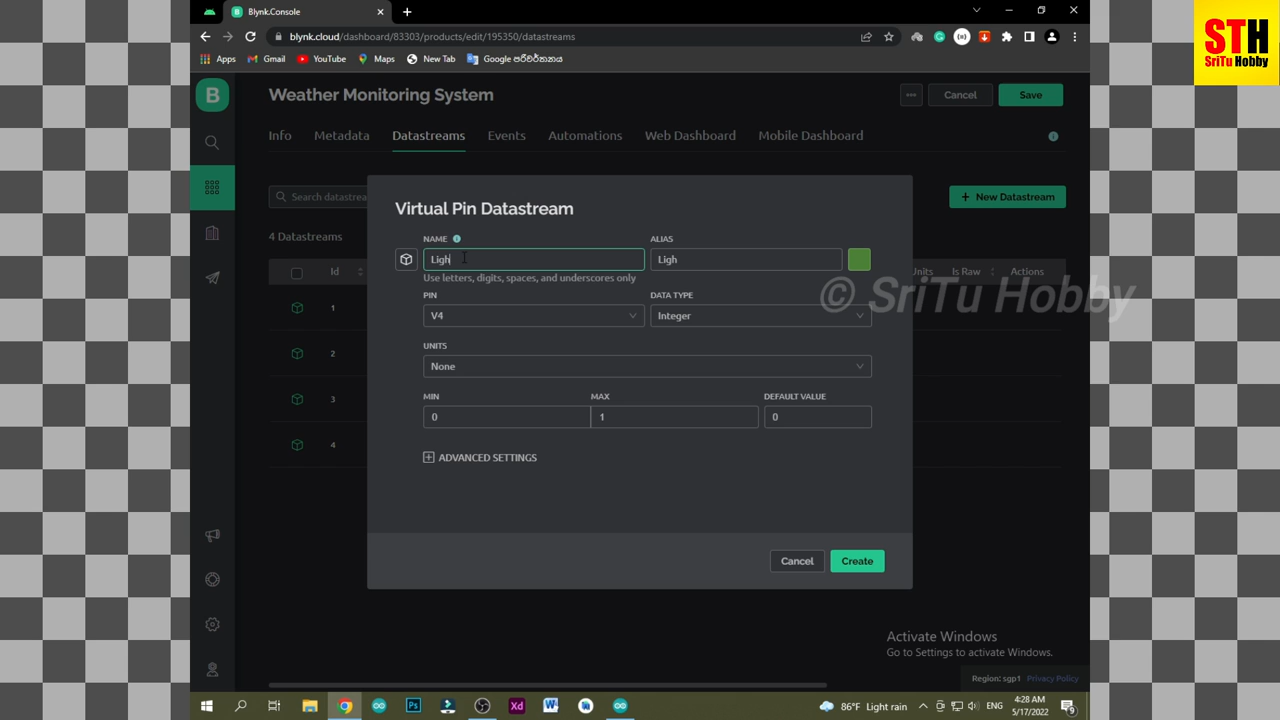 Blynk.Console
blynk.cloud/dashboard/83303/products/edit/195350/datastreams
Apps Gmail YouTube Maps New Tab Google පරිවර්තනය
STH
SriTu Hobby
B
Weather Monitoring System
Cancel
Save
Info Metadata Datastreams Events Automations Web Dashboard Mobile Dashboard
Search datastrea
+ New Datastream
4 Datastreams
Id Units Is Raw Actions
1
2
3
4
Virtual Pin Datastream
NAME ALIAS
Ligh Ligh
Use letters, digits, spaces, and underscores only
PIN DATA TYPE
V4 Integer
UNITS
None
MIN MAX DEFAULT VALUE
0 1 0
ADVANCED SETTINGS
Cancel Create
© SriTu Hobby
Activate Windows
Go to Settings to activate Windows.
Region: sgp1 Privacy Policy
86°F Light rain ENG 4:28 AM
5/17/2022